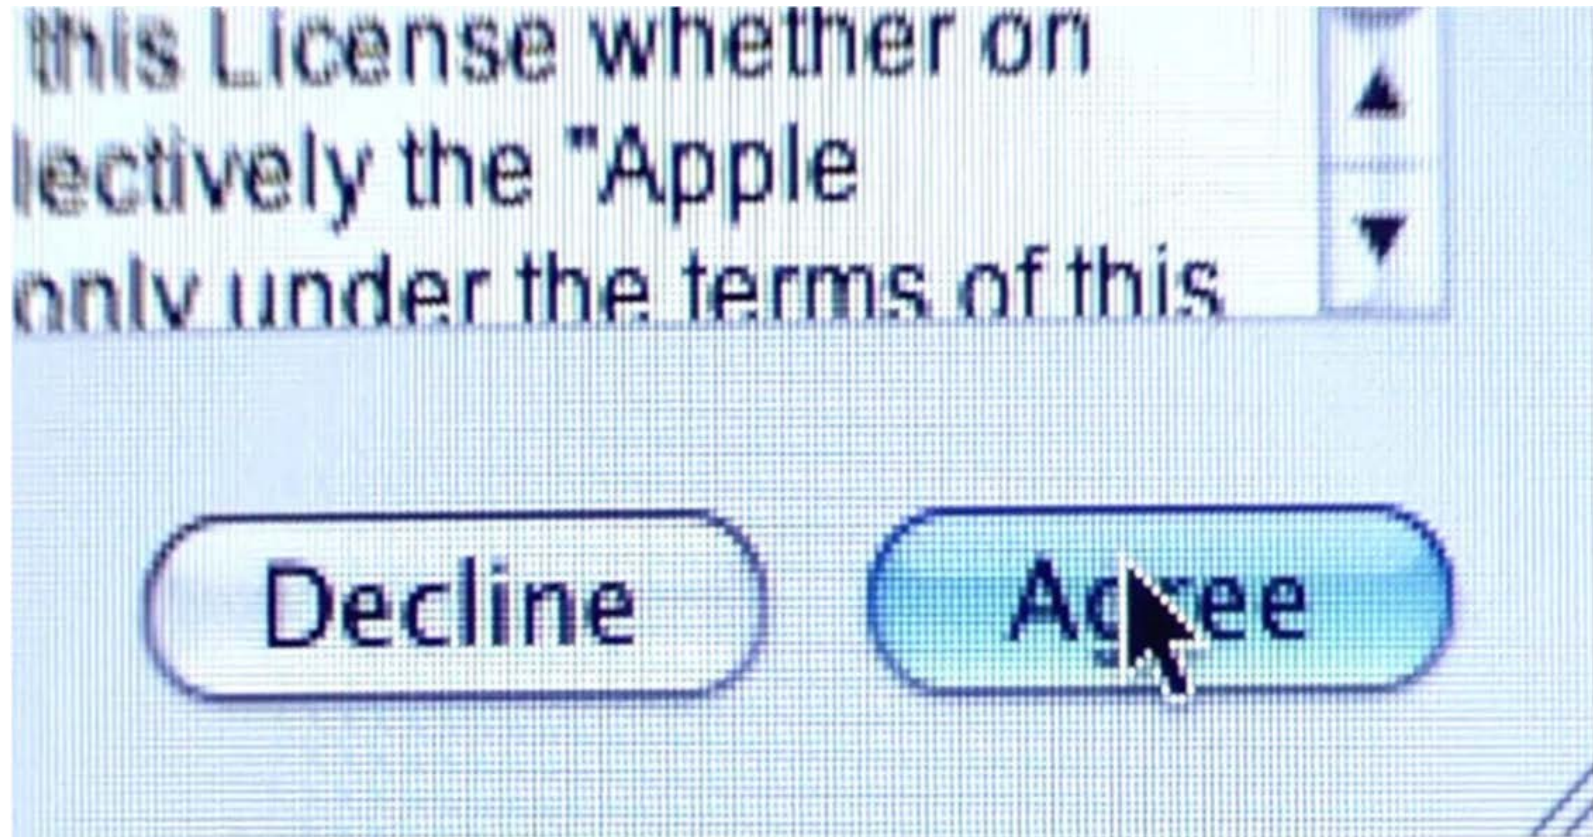 this License whether on
lectively the "Apple
only under the terms of this
Decline
Agree